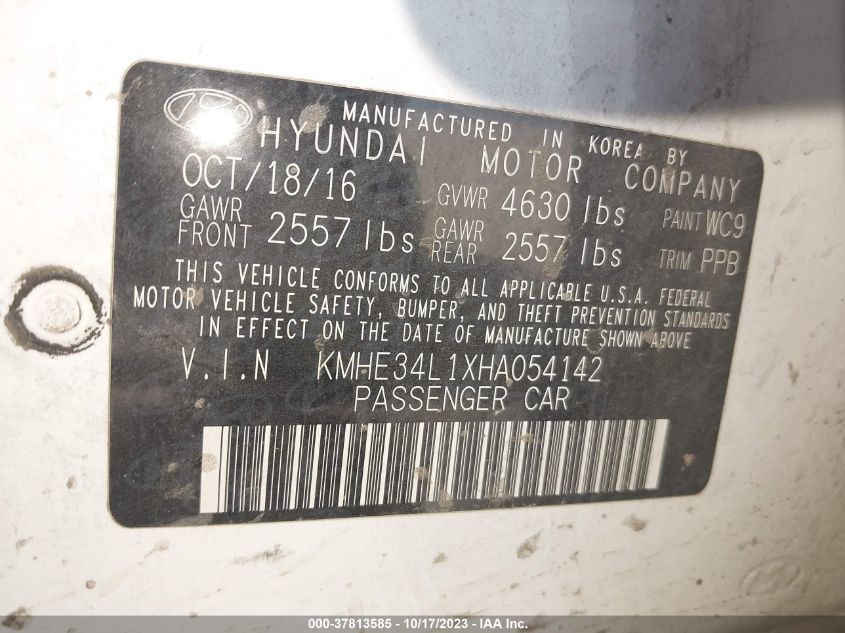 MANUFACTURED IN KOREA BY
HYUNDAI MOTOR COMPANY
OCT/18/16 GVWR 4630 lbs PAINT WC9
GAWR FRONT 2557 lbs GAWR REAR 2557 lbs TRIM PPB
THIS VEHICLE CONFORMS TO ALL APPLICABLE U.S.A. FEDERAL
MOTOR VEHICLE SAFETY, BUMPER, AND THEFT PREVENTION STANDARDS
IN EFFECT ON THE DATE OF MANUFACTURE SHOWN ABOVE
V.I.N KMHE34L1XHA054142
PASSENGER CAR
000-37813585 - 10/17/2023 - IAA Inc.